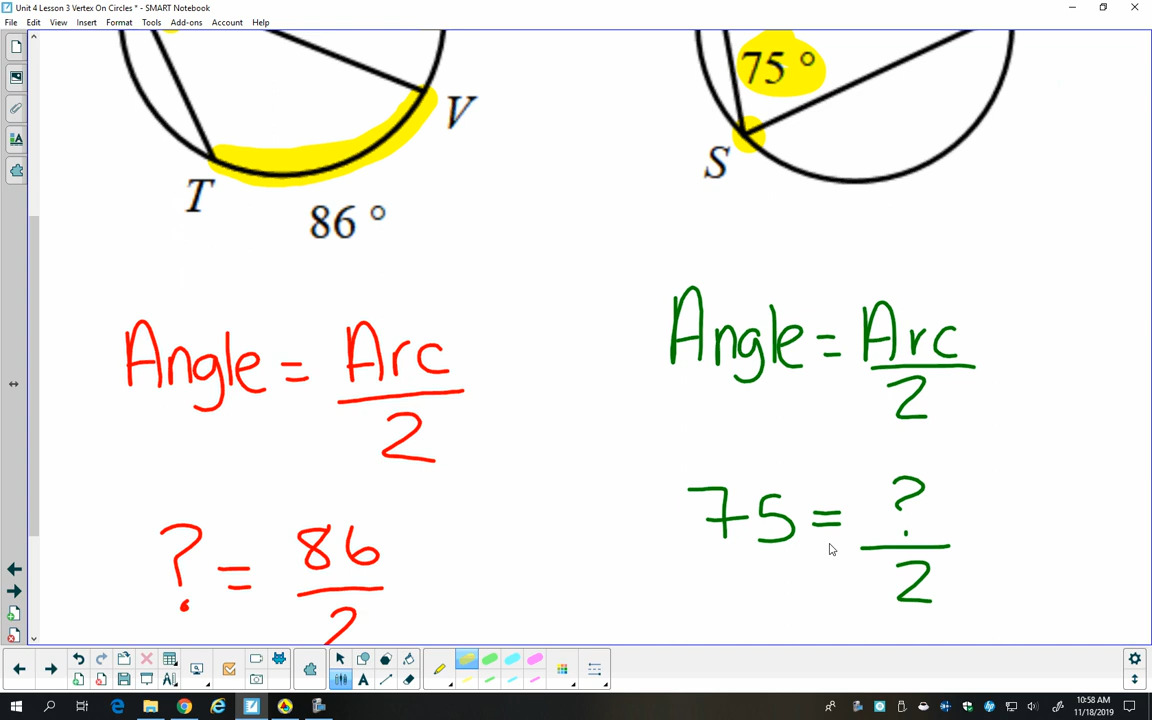 Unit 4 Lesson 3 Vertex On Circles * - SMART Notebook
File Edit View Insert Format Tools Add-ons Account Help
75 °
V
S
T
86 °
Angle = Arc
2
Angle = Arc
2
75 = ?
2
? = 86
2
10:58 AM
11/18/2019